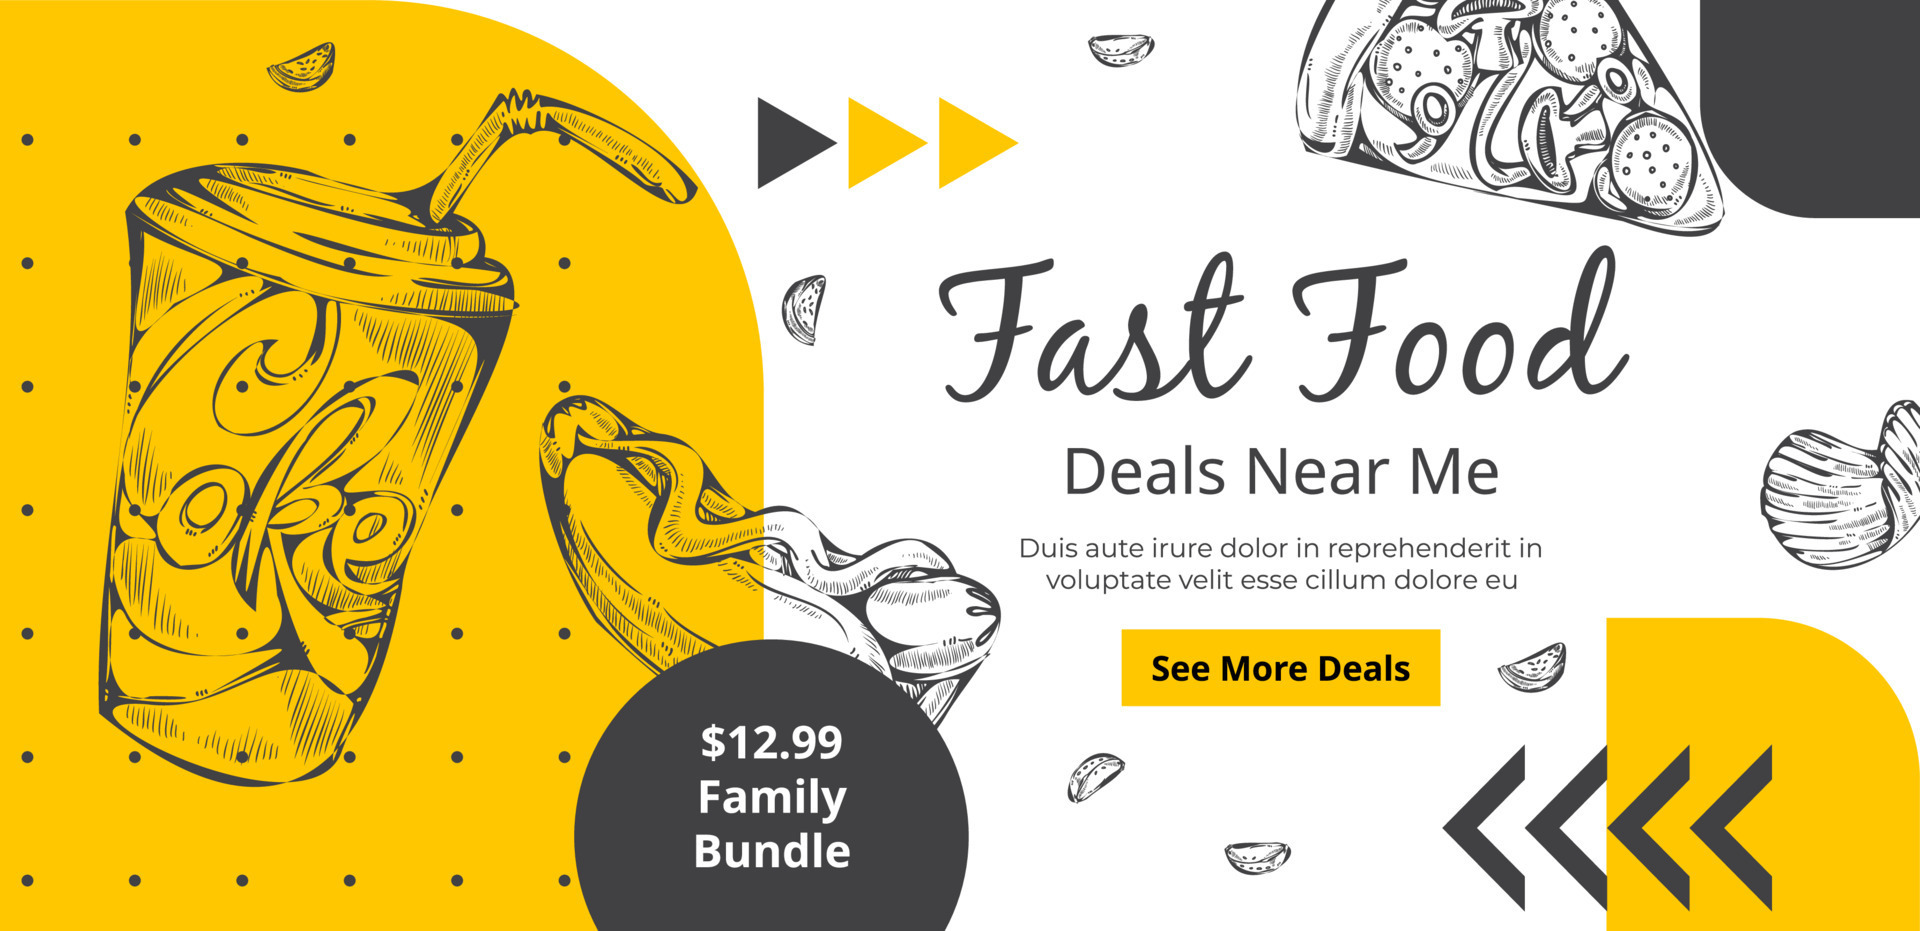 Fast Food
Deals Near Me
Duis aute irure dolor in reprehenderit in
voluptate velit esse cillum dolore eu
See More Deals
$12.99
Family
Bundle